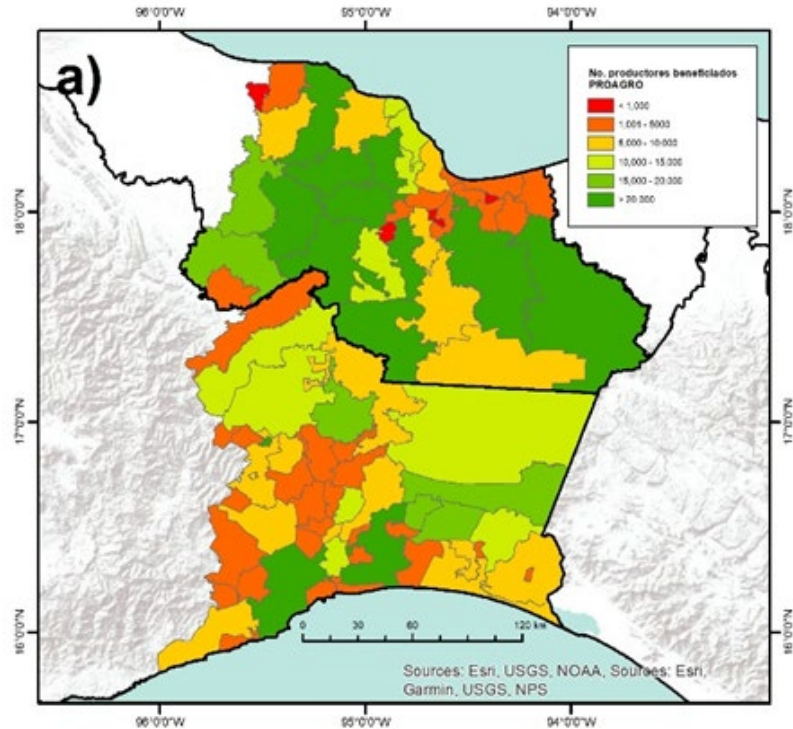 96°0'0"W 95°0'0"W 94°0'0"W
a)
No. productores beneficiados
PROAGRO
< 1,000
1,001 - 5000
5,000 - 10:000
10,000 - 15:000
15,000 - 20:000
> 20 000
18°0'0"N 18°0'0"N
17°0'0"N 17°0'0"N
16°0'0"N 16°0'0"N
0 30 60 120 km
Sources: Esri, USGS, NOAA, Sources: Esri,
Garmin, USGS, NPS
96°0'0"W 95°0'0"W 94°0'0"W